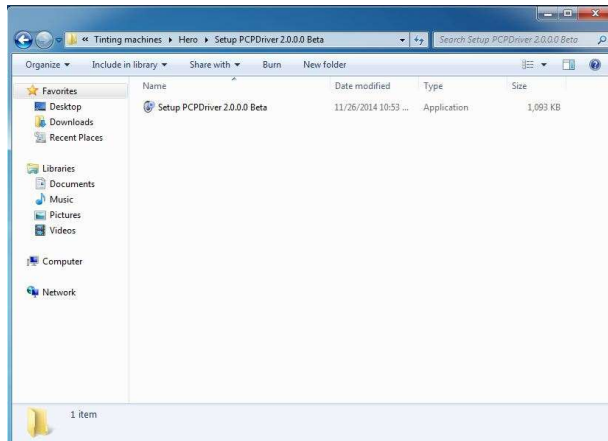 « Tinting machines ▸ Hero ▸ Setup PCPDriver 2.0.0.0 Beta
Search Setup PCPDriver 2.0.0.0 Beta
Organize Include in library Share with Burn New folder
Name Date modified Type Size
Favorites
Desktop
Downloads
Recent Places
Setup PCPDriver 2.0.0.0 Beta 11/26/2014 10:53 ... Application 1,093 KB
Libraries
Documents
Music
Pictures
Videos
Computer
Network
1 item